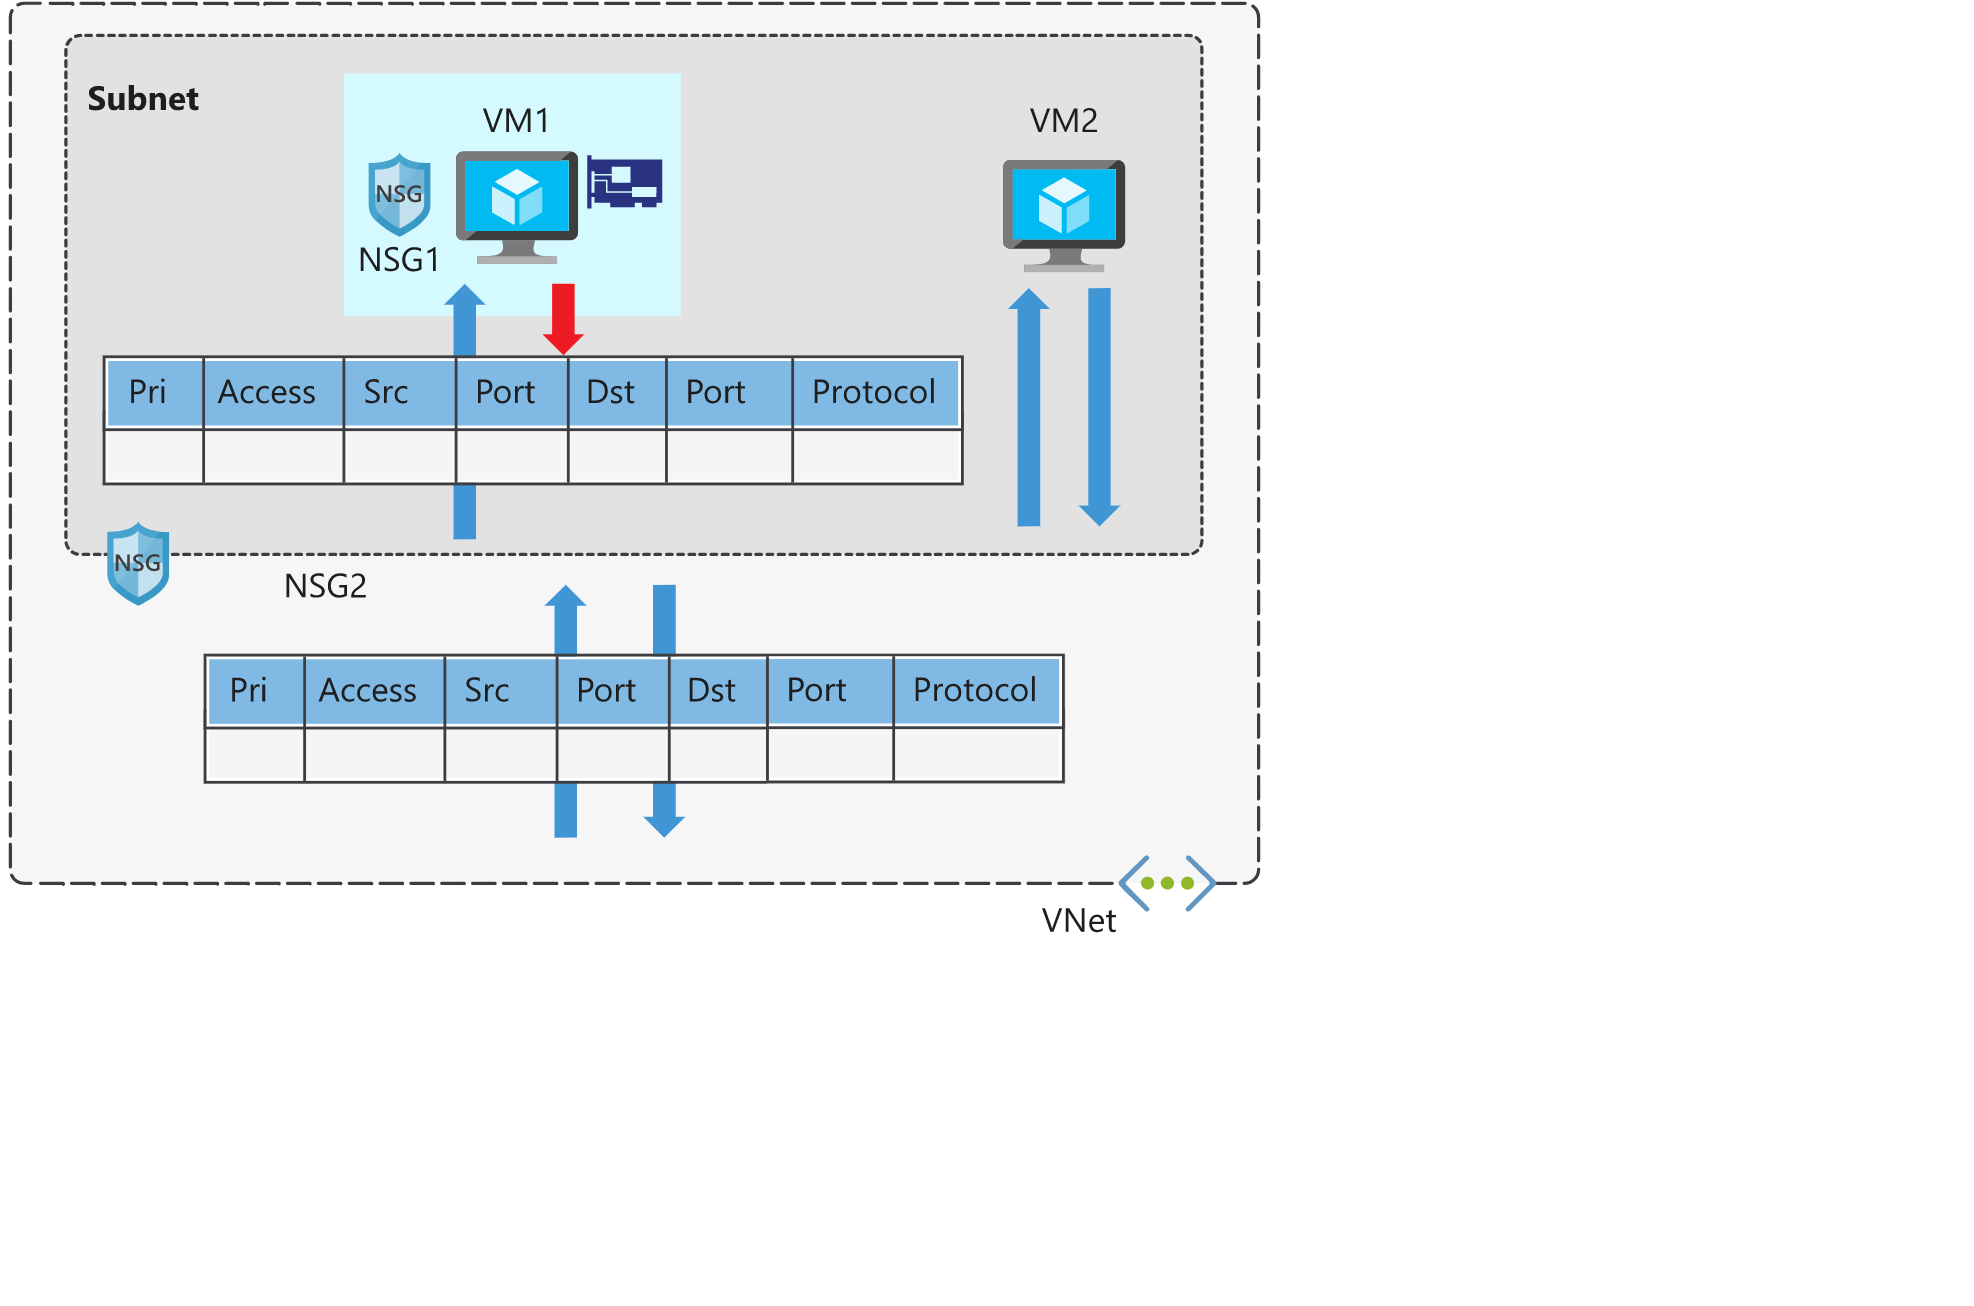 Subnet
VM1
VM2
NSG
NSG1
Pri Access Src Port Dst Port Protocol
NSG
NSG2
Pri Access Src Port Dst Port Protocol
VNet